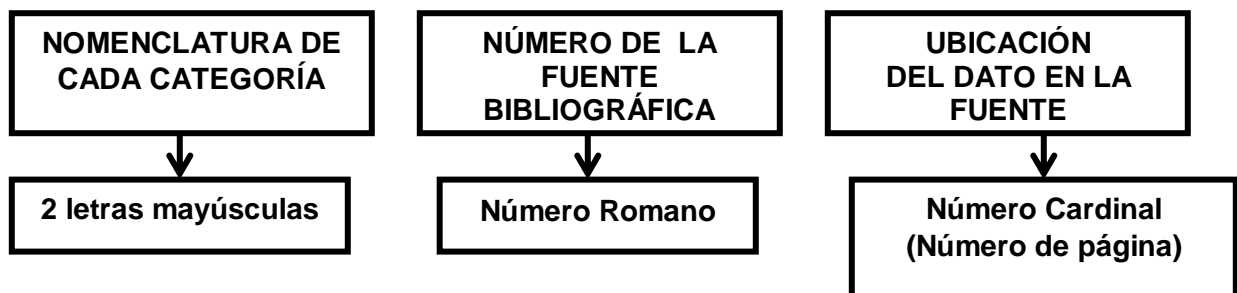 NOMENCLATURA DE
CADA CATEGORÍA
NÚMERO DE LA
FUENTE
BIBLIOGRÁFICA
UBICACIÓN
DEL DATO EN LA
FUENTE
2 letras mayúsculas
Número Romano
Número Cardinal
(Número de página)